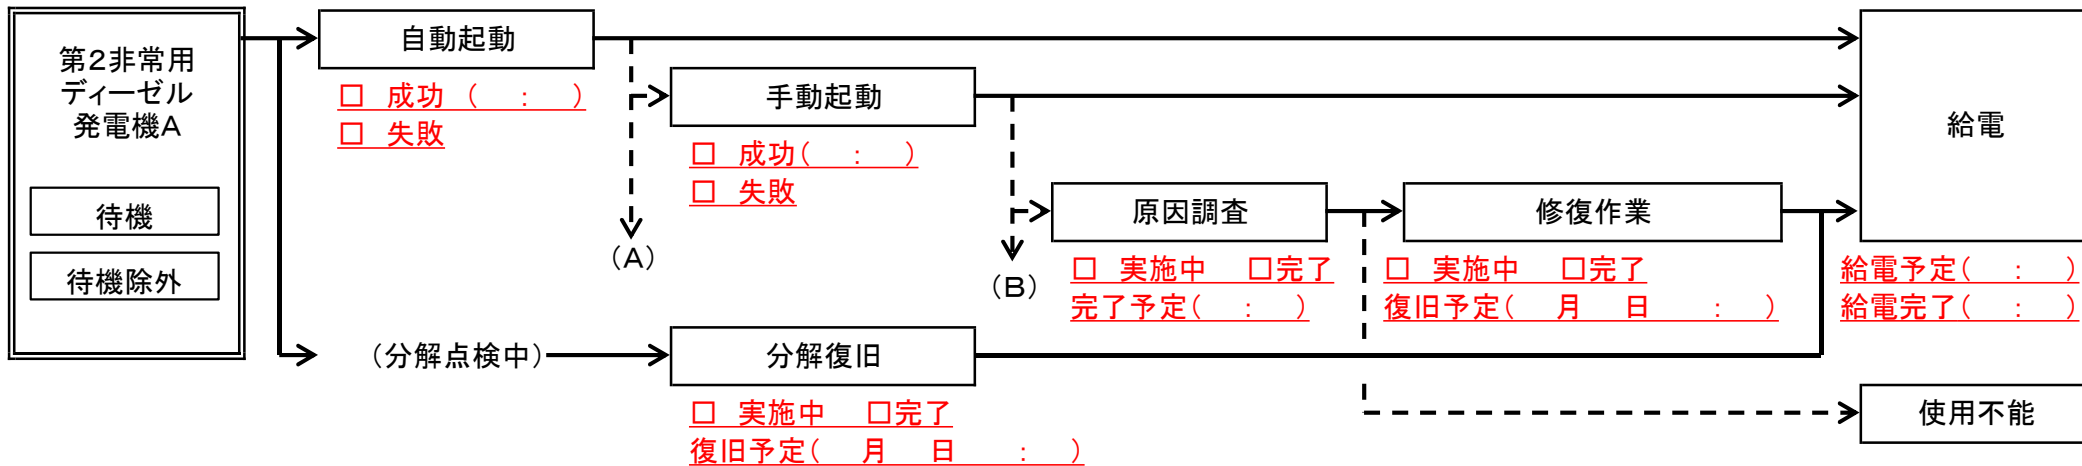 第2非常用
ディーゼル
発電機A
待機
待機除外
自動起動
□ 成功 （ ： ）
□ 失敗
（A）
手動起動
□ 成功（ ： ）
□ 失敗
（B）
原因調査
□ 実施中 □完了
完了予定（ ： ）
修復作業
□ 実施中 □完了
復旧予定（ 月 日 ： ）
給電
給電予定（ ： ）
給電完了（ ： ）
（分解点検中）
分解復旧
□ 実施中 □完了
復旧予定（ 月 日 ： ）
使用不能